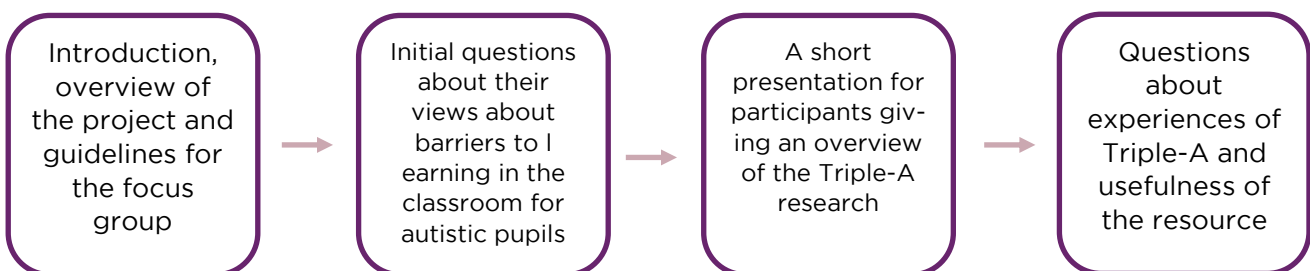 Introduction,
overview of
the project and
guidelines for
the focus
group
Initial questions
about their
views about
barriers to l
earning in the
classroom for
autistic pupils
A short
presentation for
participants giv-
ing an overview
of the Triple-A
research
Questions
about
experiences of
Triple-A and
usefulness of
the resource